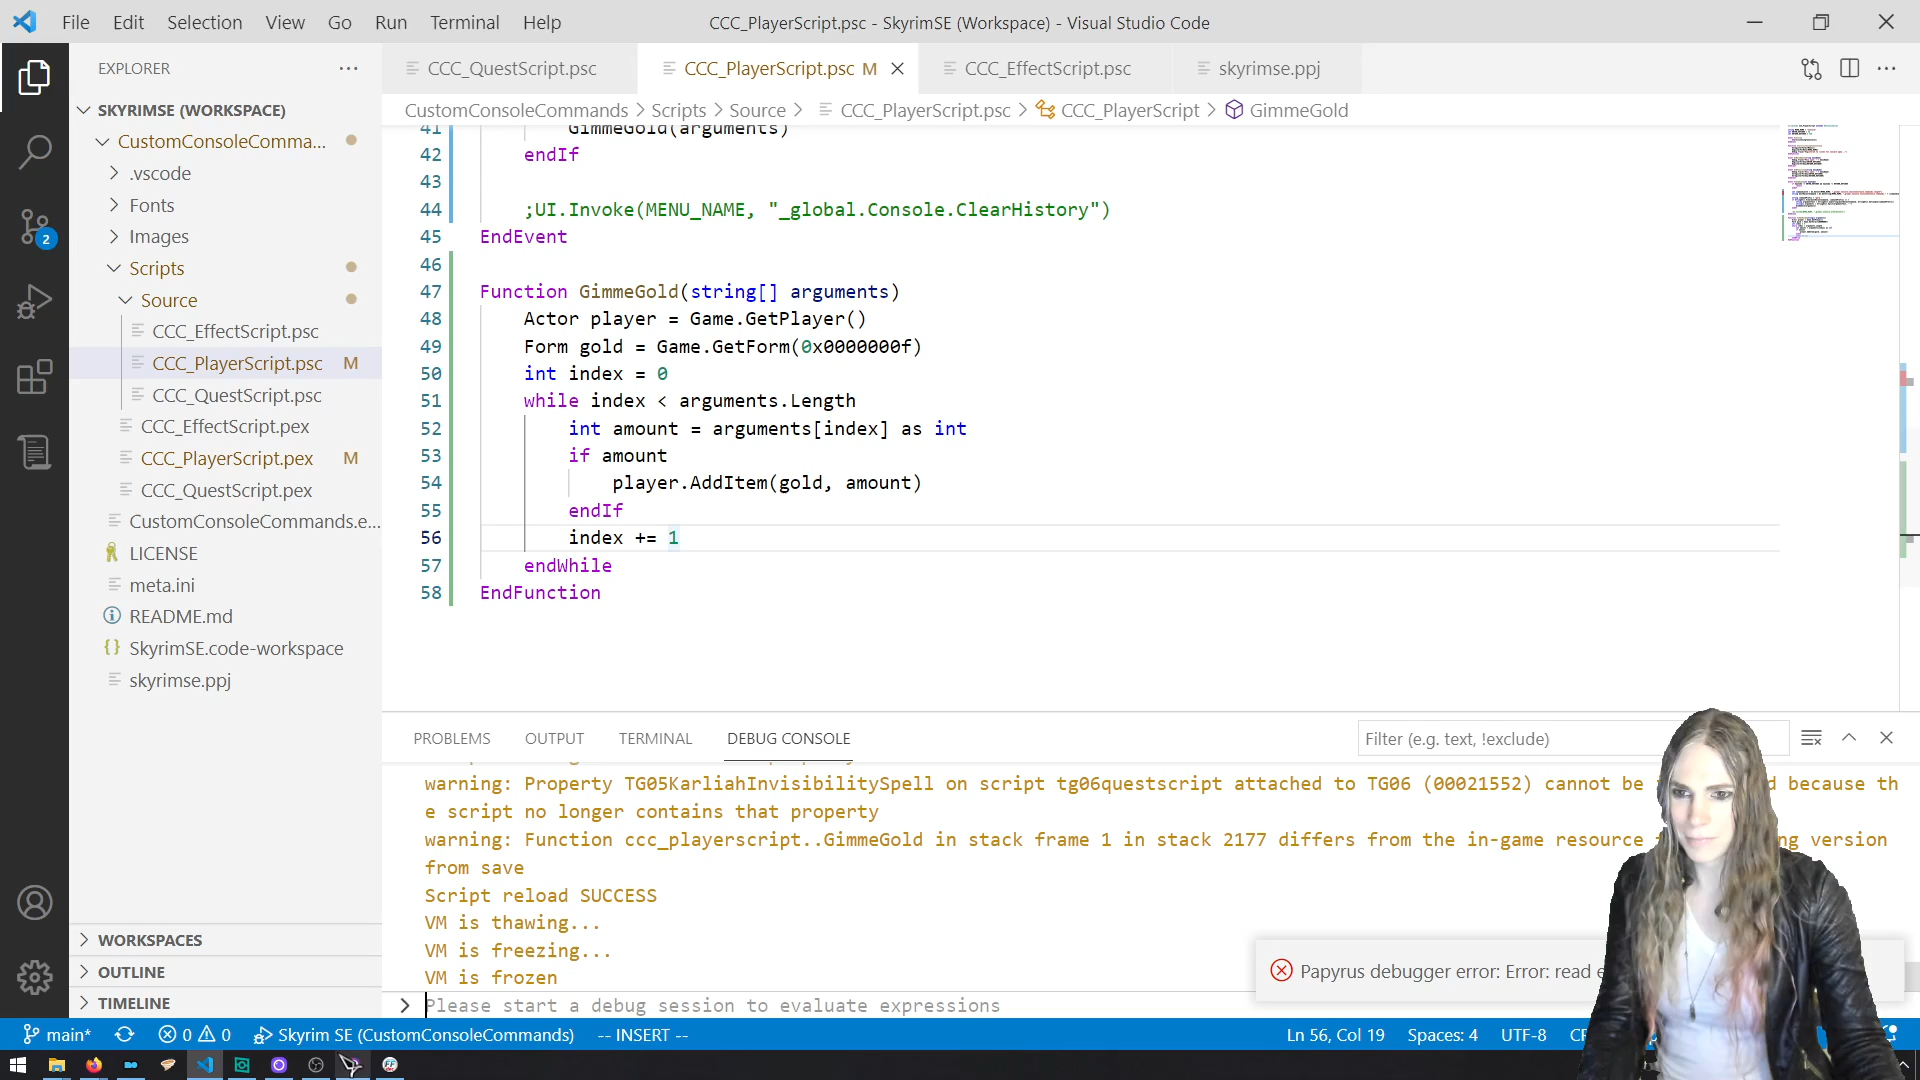 File Edit Selection View Go Run Terminal Help
CCC_PlayerScript.psc - SkyrimSE (Workspace) - Visual Studio Code
EXPLORER
CCC_QuestScript.psc
CCC_PlayerScript.psc M
CCC_EffectScript.psc
skyrimse.ppj
SKYRIMSE (WORKSPACE)
CustomConsoleCommands > Scripts > Source > CCC_PlayerScript.psc > CCC_PlayerScript > GimmeGold
CustomConsoleComma...
.vscode
Fonts
Images
Scripts
Source
CCC_EffectScript.psc
CCC_PlayerScript.psc M
CCC_QuestScript.psc
CCC_EffectScript.pex
CCC_PlayerScript.pex M
CCC_QuestScript.pex
CustomConsoleCommands.e...
LICENSE
meta.ini
README.md
SkyrimSE.code-workspace
skyrimse.ppj
WORKSPACES
OUTLINE
TIMELINE
2
41 GimmeGold(arguments)
42 endIf
43
44 ;UI.Invoke(MENU_NAME, "_global.Console.ClearHistory")
45 EndEvent
46
47 Function GimmeGold(string[] arguments)
48 Actor player = Game.GetPlayer()
49 Form gold = Game.GetForm(0x0000000f)
50 int index = 0
51 while index < arguments.Length
52 int amount = arguments[index] as int
53 if amount
54 player.AddItem(gold, amount)
55 endIf
56 index += 1
57 endWhile
58 EndFunction
PROBLEMS OUTPUT TERMINAL DEBUG CONSOLE
Filter (e.g. text, !exclude)
warning: Property TG05KarliahInvisibilitySpell on script tg06questscript attached to TG06 (00021552) cannot be because th
e script no longer contains that property
warning: Function ccc_playerscript..GimmeGold in stack frame 1 in stack 2177 differs from the in-game resource version
from save
Script reload SUCCESS
VM is thawing...
VM is freezing...
VM is frozen
Please start a debug session to evaluate expressions
Papyrus debugger error: Error: read
main* 0 0 Skyrim SE (CustomConsoleCommands) -- INSERT -- Ln 56, Col 19 Spaces: 4 UTF-8